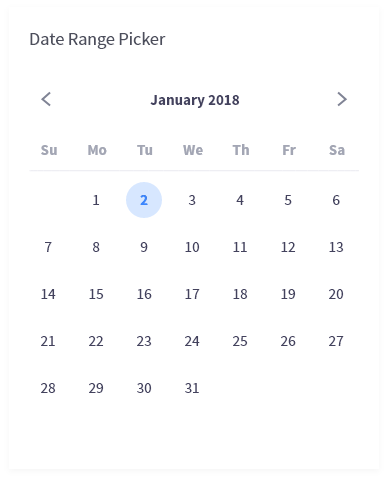 Date Range Picker
January 2018
Su Mo Tu We Th Fr Sa
1 2 3 4 5 6
7 8 9 10 11 12 13
14 15 16 17 18 19 20
21 22 23 24 25 26 27
28 29 30 31